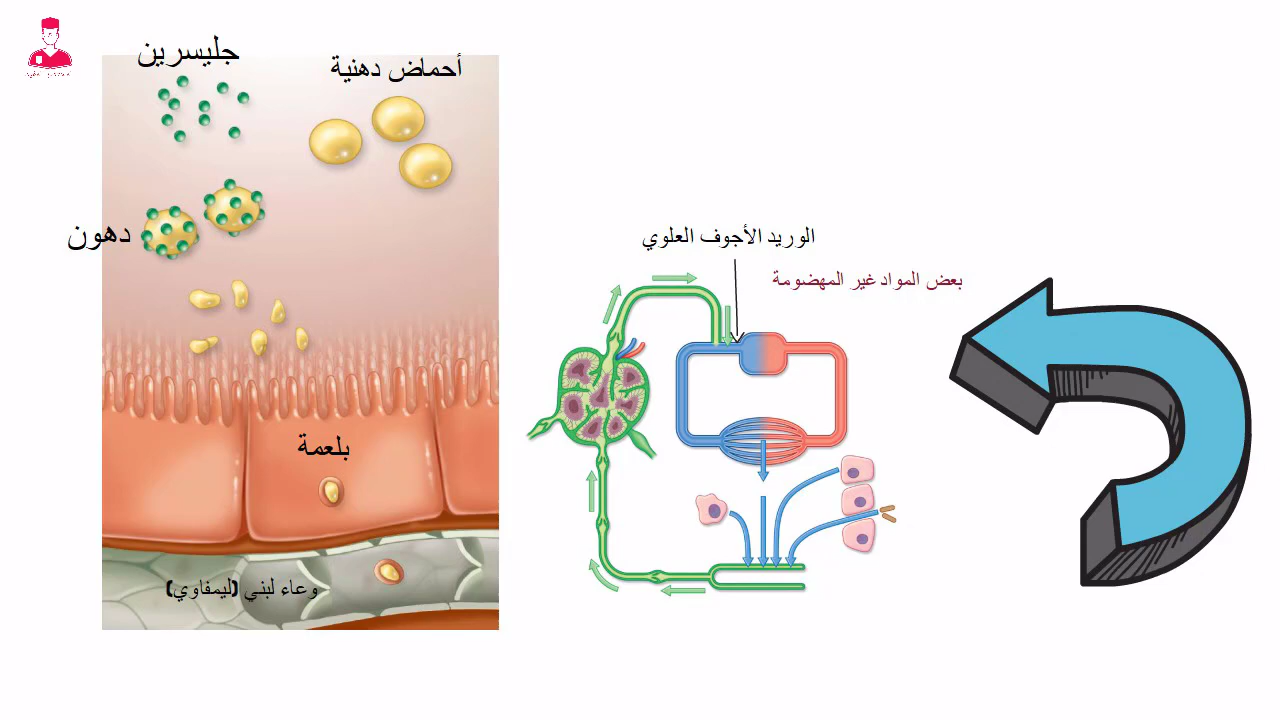 جليسرين
أحماض دهنية
دهون
الوريد الأجوف العلوي
بعض المواد غير المهضومة
بلعمة
وعاء لبني (ليمفاوي)